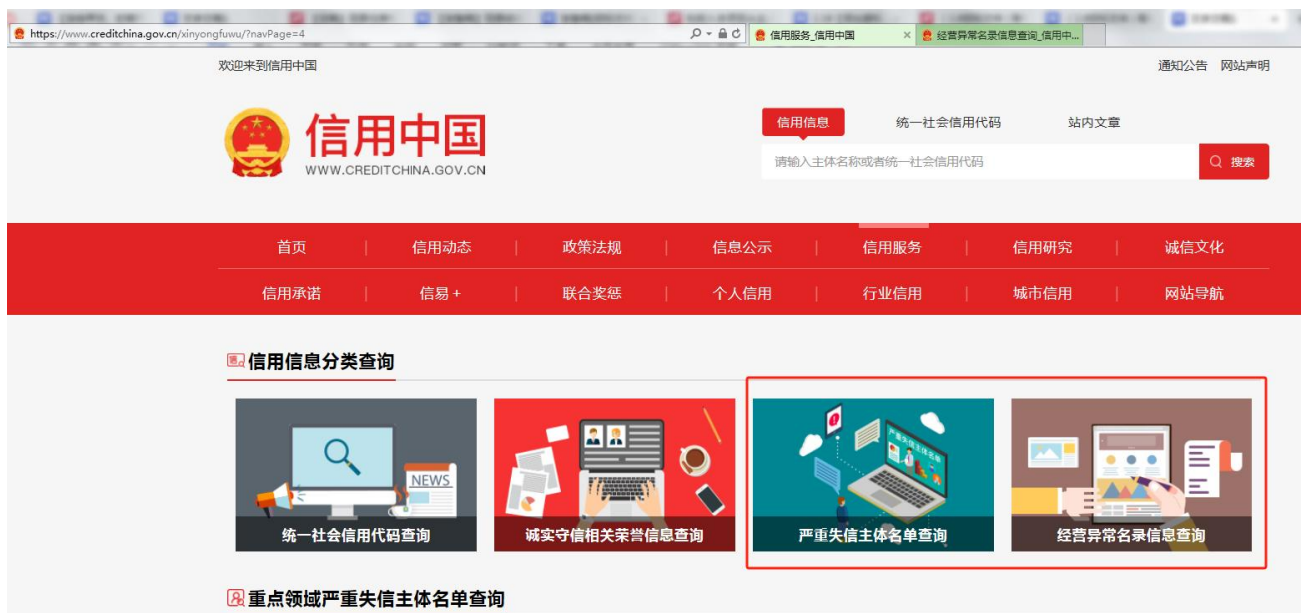 https://www.creditchina.gov.cn/xinyongfuwu/?navPage=4
信用服务_信用中国
经营异常名录信息查询_信用中...
欢迎来到信用中国
通知公告 网站声明
信用中国
WWW.CREDITCHINA.GOV.CN
信用信息 统一社会信用代码 站内文章
请输入主体名称或者统一社会信用代码
搜索
首页 信用动态 政策法规 信息公示 信用服务 信用研究 诚信文化
信用承诺 信易+ 联合奖惩 个人信用 行业信用 城市信用 网站导航
信用信息分类查询
NEWS
严重失信主体名单
统一社会信用代码查询 诚实守信相关荣誉信息查询 严重失信主体名单查询 经营异常名录信息查询
重点领域严重失信主体名单查询